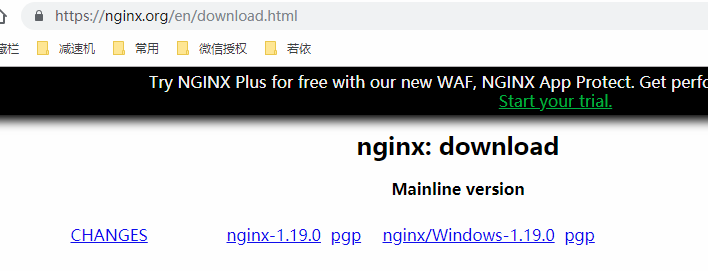 https://nginx.org/en/download.html
藏栏 减速机 常用 微信授权 若依
Try NGINX Plus for free with our new WAF, NGINX App Protect. Get perfo
Start your trial.
nginx: download
Mainline version
CHANGES nginx-1.19.0 pgp nginx/Windows-1.19.0 pgp